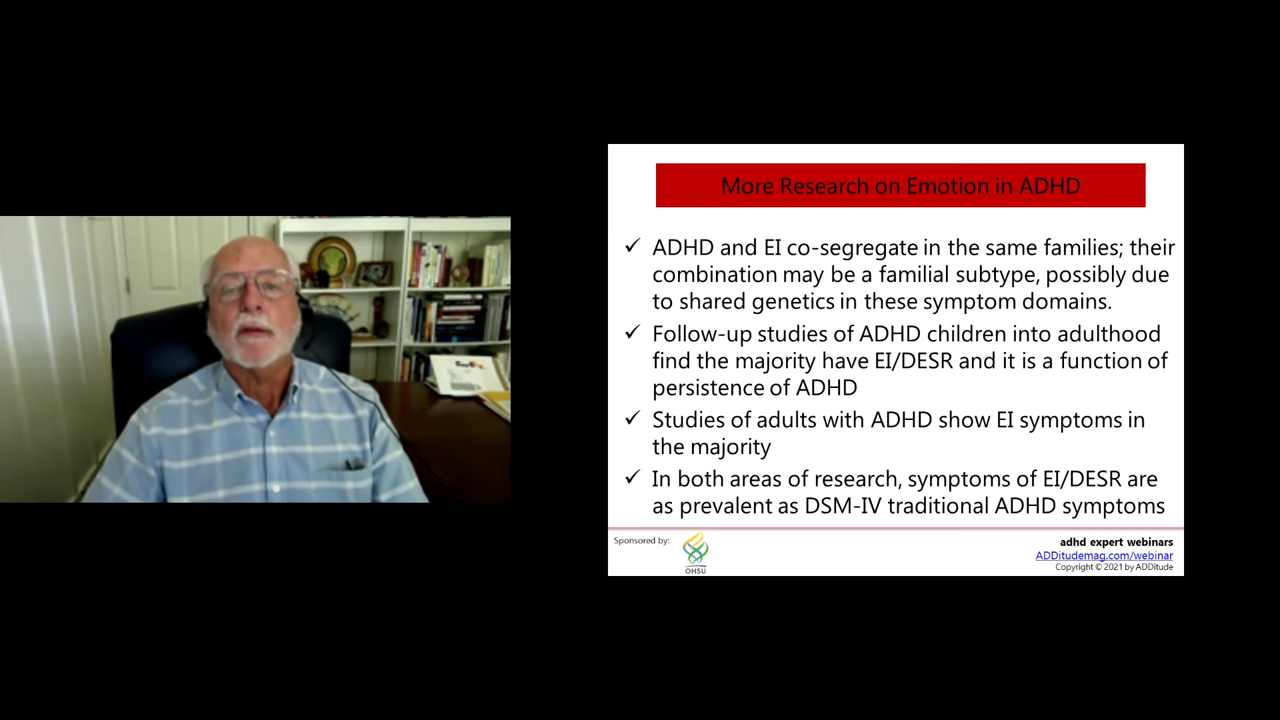 More Research on Emotion in ADHD
✓ ADHD and EI co-segregate in the same families; their
combination may be a familial subtype, possibly due
to shared genetics in these symptom domains.
✓ Follow-up studies of ADHD children into adulthood
find the majority have EI/DESR and it is a function of
persistence of ADHD
✓ Studies of adults with ADHD show EI symptoms in
the majority
✓ In both areas of research, symptoms of EI/DESR are
as prevalent as DSM-IV traditional ADHD symptoms
Sponsored by:
OHSU
adhd expert webinars
ADDitudemag.com/webinar
Copyright © 2021 by ADDitude